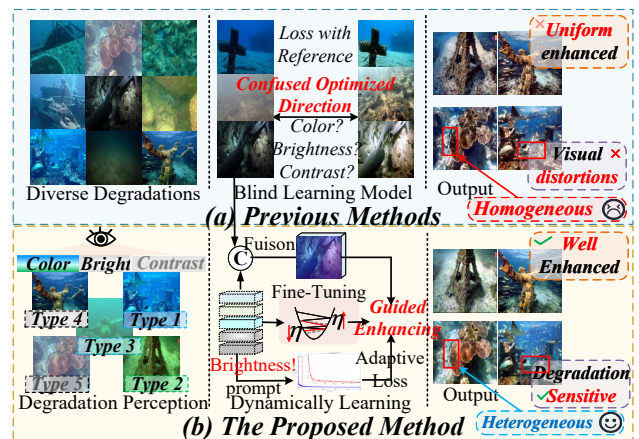 Loss with
Reference
Confused Optimized
Direction
Color?
Brightness?
Contrast?
Diverse Degradations
Blind Learning Model
Uniform
enhanced
Visual
distortions
Output
Homogeneous
(a) Previous Methods
Color Bright Contrast
Type 4
Type 1
Type 3
Type 5
Type 2
Degradation Perception
C
Fuison
Fine-Tuning
η
η
Guided
Enhancing
Brightness!
prompt
Adaptive
Loss
Dynamically Learning
Well
Enhanced
Degradation
Sensitive
Output
Heterogeneous
(b) The Proposed Method